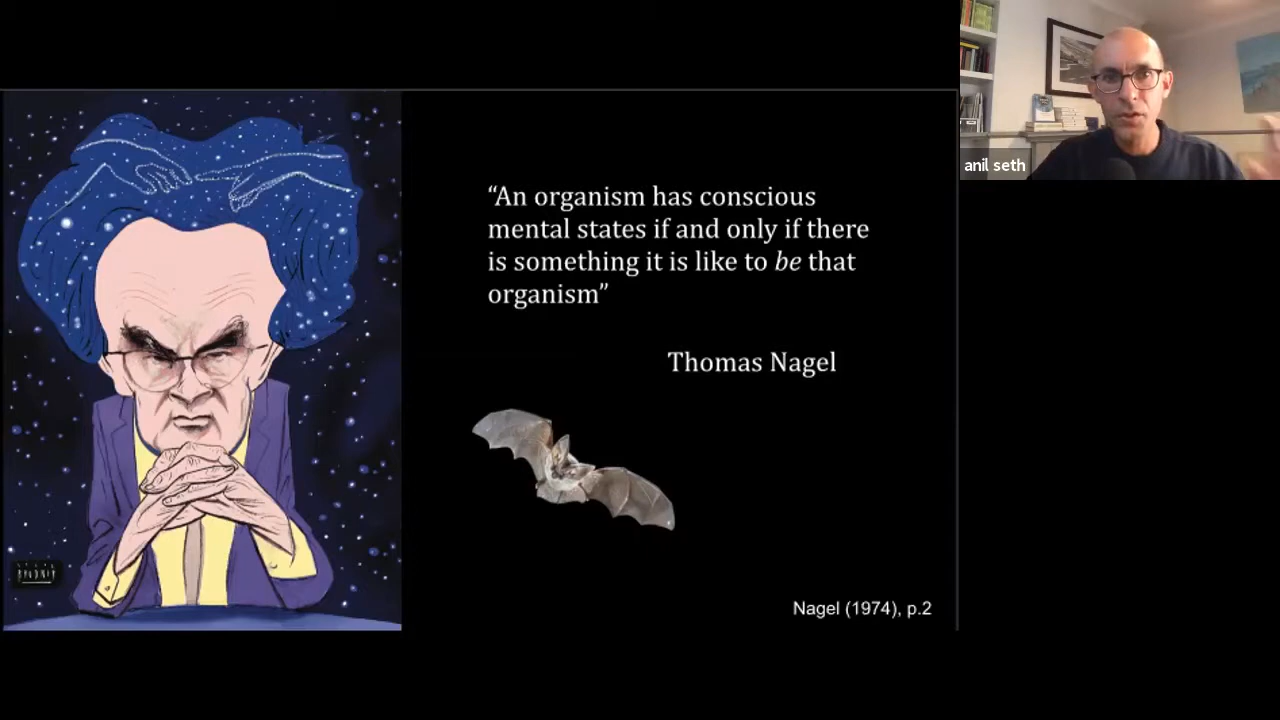 anil seth
“An organism has conscious
mental states if and only if there
is something it is like to be that
organism”
Thomas Nagel
Nagel (1974), p.2